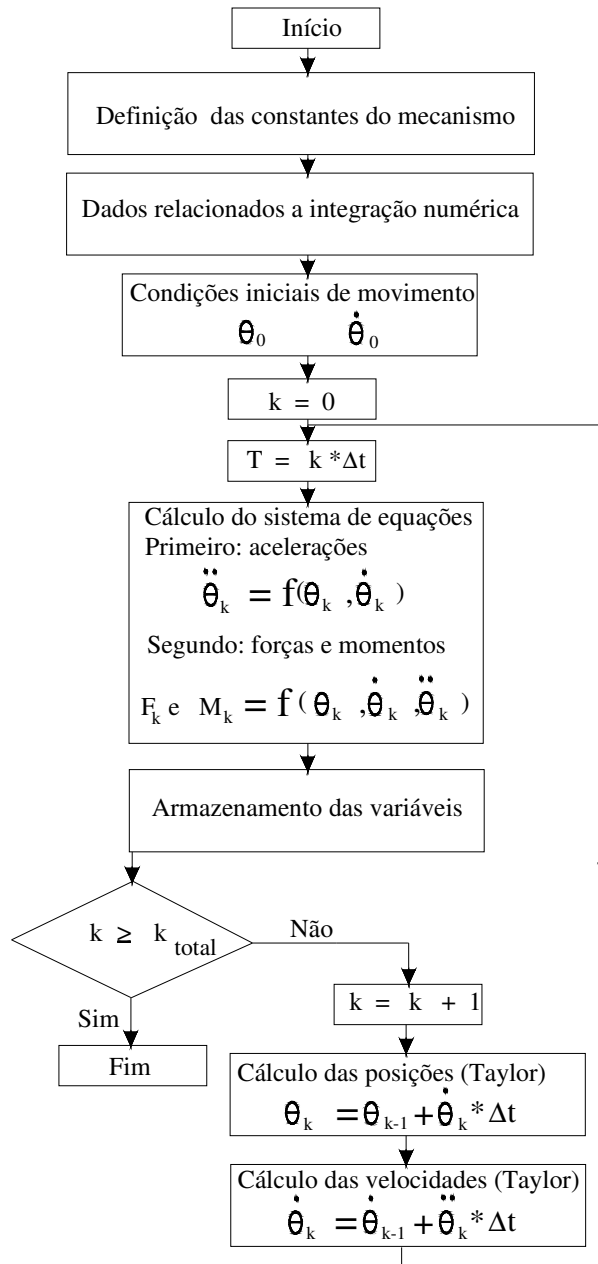 Início
Definição das constantes do mecanismo
Dados relacionados a integração numérica
Condições iniciais de movimento
θ₀ θ̇₀
k = 0
T = k *Δt
Cálculo do sistema de equações
Primeiro: acelerações
θ̈ₖ = f(θₖ ,θ̇ₖ )
Segundo: forças e momentos
Fₖ e Mₖ = f ( θₖ ,θ̇ₖ ,θ̈ₖ )
Armazenamento das variáveis
k ≥ k total
Não
k = k + 1
Sim
Fim
Cálculo das posições (Taylor)
θₖ = θₖ₋₁ + θ̇ₖ * Δt
Cálculo das velocidades (Taylor)
θ̇ₖ = θ̇ₖ₋₁ + θ̈ₖ * Δt